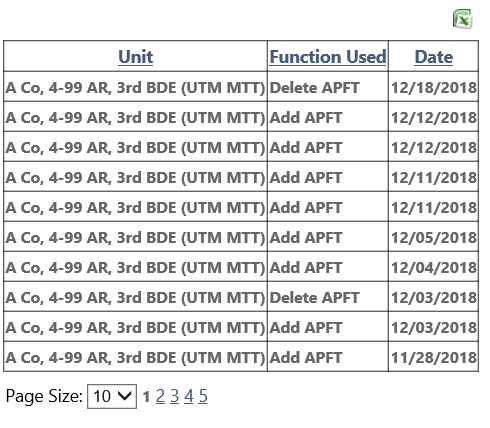 Unit Function Used Date
A Co, 4-99 AR, 3rd BDE (UTM MTT) Delete APFT 12/18/2018
A Co, 4-99 AR, 3rd BDE (UTM MTT) Add APFT 12/12/2018
A Co, 4-99 AR, 3rd BDE (UTM MTT) Add APFT 12/12/2018
A Co, 4-99 AR, 3rd BDE (UTM MTT) Add APFT 12/11/2018
A Co, 4-99 AR, 3rd BDE (UTM MTT) Add APFT 12/11/2018
A Co, 4-99 AR, 3rd BDE (UTM MTT) Add APFT 12/05/2018
A Co, 4-99 AR, 3rd BDE (UTM MTT) Add APFT 12/04/2018
A Co, 4-99 AR, 3rd BDE (UTM MTT) Delete APFT 12/03/2018
A Co, 4-99 AR, 3rd BDE (UTM MTT) Add APFT 12/03/2018
A Co, 4-99 AR, 3rd BDE (UTM MTT) Add APFT 11/28/2018
Page Size: 10 1 2 3 4 5